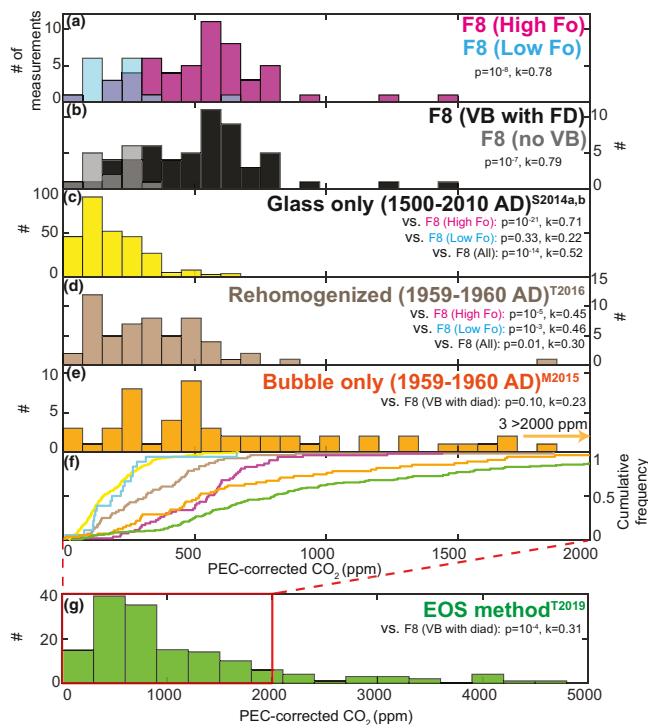 (a)
F8 (High Fo)
F8 (Low Fo)
p=10⁻⁸, k=0.78
# of
measurements
10
5
0
(b)
F8 (VB with FD)
F8 (no VB)
p=10⁻⁷, k=0.79
10
5
0
#
(c)
Glass only (1500-2010 AD)S2014a,b
vs. F8 (High Fo): p=10⁻²¹, k=0.71
vs. F8 (Low Fo): p=0.33, k=0.22
vs. F8 (All): p=10⁻¹⁴, k=0.52
#
100
50
0
(d)
Rehomogenized (1959-1960 AD)T2016
vs. F8 (High Fo): p=10⁻⁵, k=0.45
vs. F8 (Low Fo): p=10⁻³, k=0.46
vs. F8 (All): p=0.01, k=0.30
15
10
5
0
#
(e)
Bubble only (1959-1960 AD)M2015
vs. F8 (VB with diad): p=0.10, k=0.23
3 >2000 ppm
#
10
5
0
(f)
1
0.5
0
Cumulative
frequency
0 500 1000 1500 2000
PEC-corrected CO₂ (ppm)
(g)
EOS methodT2019
vs. F8 (VB with diad): p=10⁻⁴, k=0.31
#
40
20
0
0 1000 2000 3000 4000 5000
PEC-corrected CO₂ (ppm)